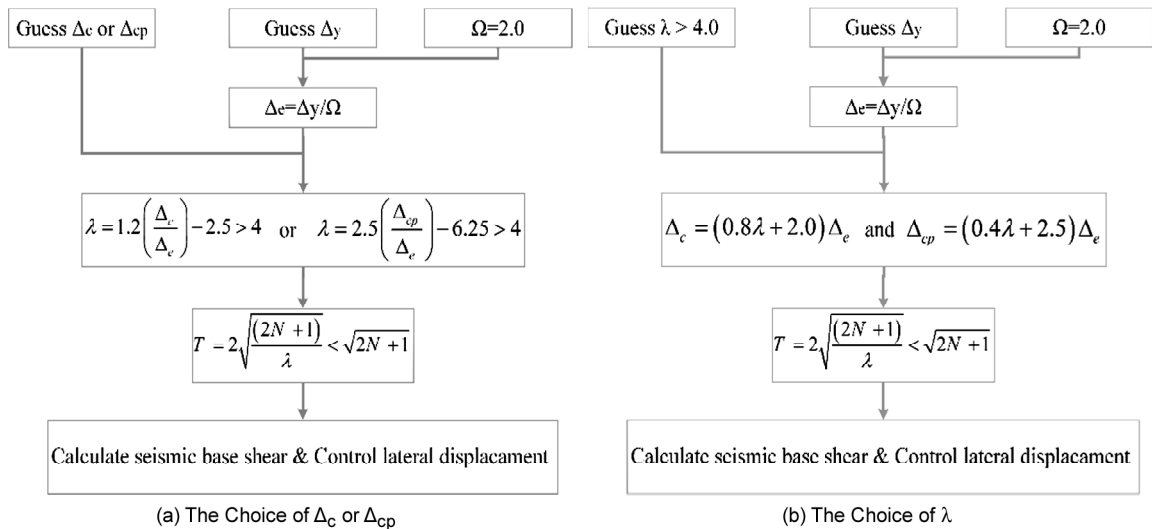 Guess Δc or Δcp
Guess Δy
Ω=2.0
Δe=Δy/Ω
λ=1.2(Δc/Δe)−2.5>4 or λ=2.5(Δcp/Δe)−6.25>4
T=2√((2N+1)/λ)<√(2N+1)
Calculate seismic base shear & Control lateral displacament
(a) The Choice of Δc or Δcp
Guess λ > 4.0
Guess Δy
Ω=2.0
Δe=Δy/Ω
Δc=(0.8λ+2.0)Δe and Δcp=(0.4λ+2.5)Δe
T=2√((2N+1)/λ)<√(2N+1)
Calculate seismic base shear & Control lateral displacament
(b) The Choice of λ